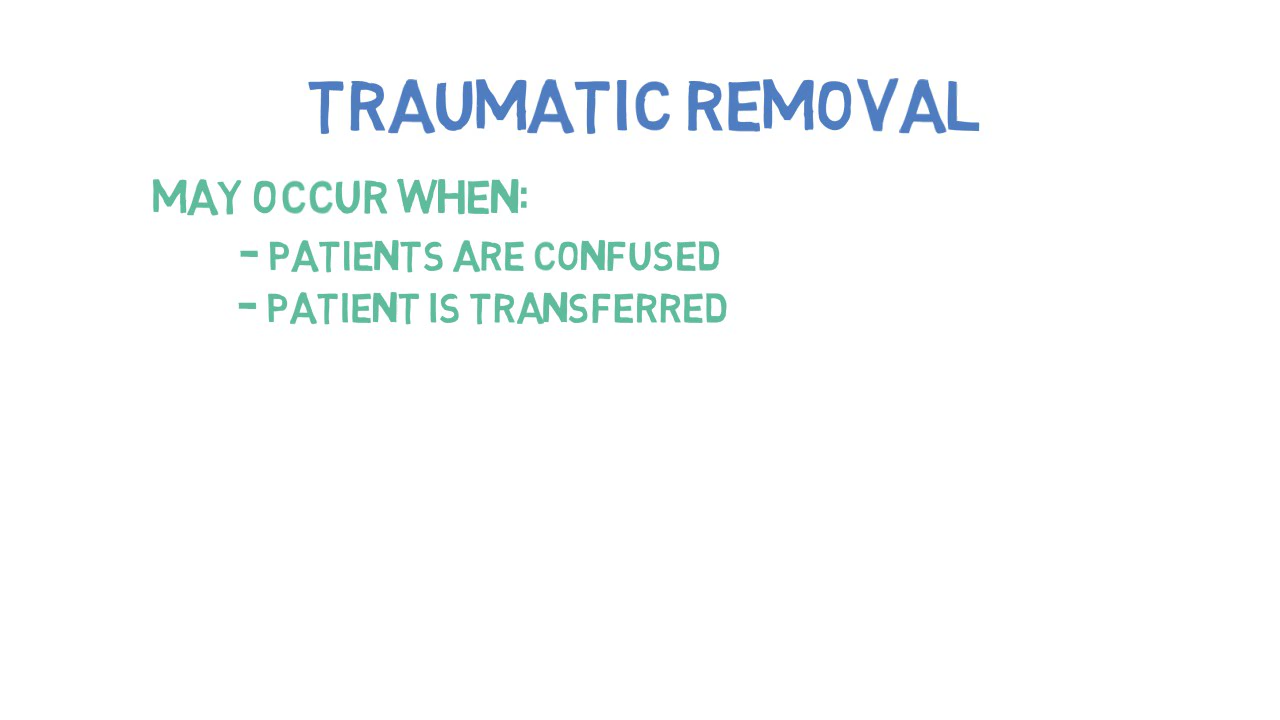 TRAUMATIC REMOVAL
MAY OCCUR WHEN:
- PATIENTS ARE CONFUSED
- PATIENT IS TRANSFERRED